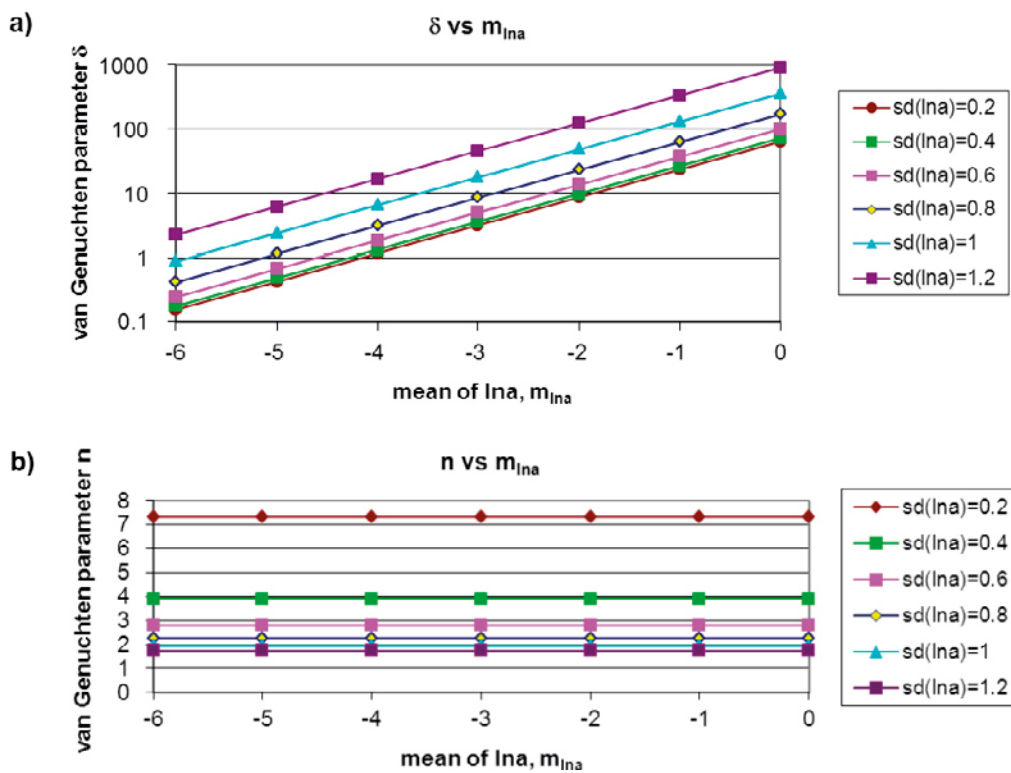 a)
δ vs m_lna
van Genuchten parameter δ
1000
100
10
1
0.1
-6 -5 -4 -3 -2 -1 0
mean of lna, m_lna
sd(lna)=0.2
sd(lna)=0.4
sd(lna)=0.6
sd(lna)=0.8
sd(lna)=1
sd(lna)=1.2
b)
n vs m_lna
van Genuchten parameter n
8
7
6
5
4
3
2
1
0
-6 -5 -4 -3 -2 -1 0
mean of lna, m_lna
sd(lna)=0.2
sd(lna)=0.4
sd(lna)=0.6
sd(lna)=0.8
sd(lna)=1
sd(lna)=1.2